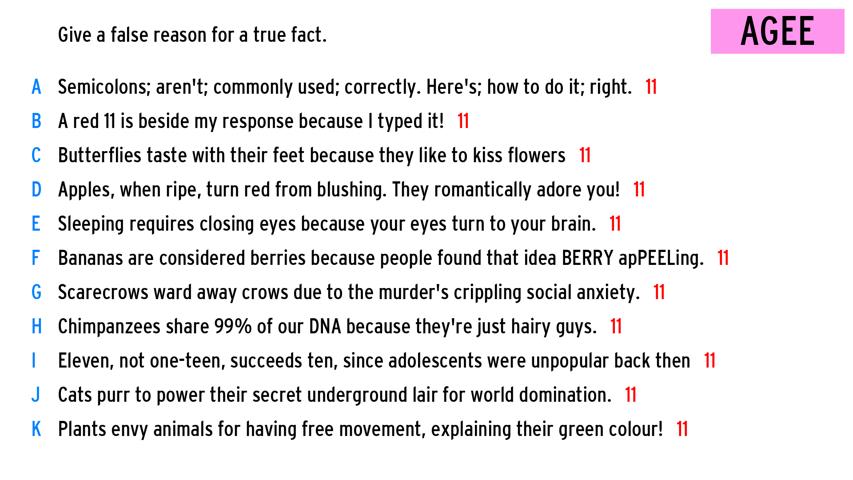 Give a false reason for a true fact.
AGEE
A Semicolons; aren't; commonly used; correctly. Here's; how to do it; right. 11
B A red 11 is beside my response because I typed it! 11
C Butterflies taste with their feet because they like to kiss flowers 11
D Apples, when ripe, turn red from blushing. They romantically adore you! 11
E Sleeping requires closing eyes because your eyes turn to your brain. 11
F Bananas are considered berries because people found that idea BERRY apPEELing. 11
G Scarecrows ward away crows due to the murder's crippling social anxiety. 11
H Chimpanzees share 99% of our DNA because they're just hairy guys. 11
I Eleven, not one-teen, succeeds ten, since adolescents were unpopular back then 11
J Cats purr to power their secret underground lair for world domination. 11
K Plants envy animals for having free movement, explaining their green colour! 11